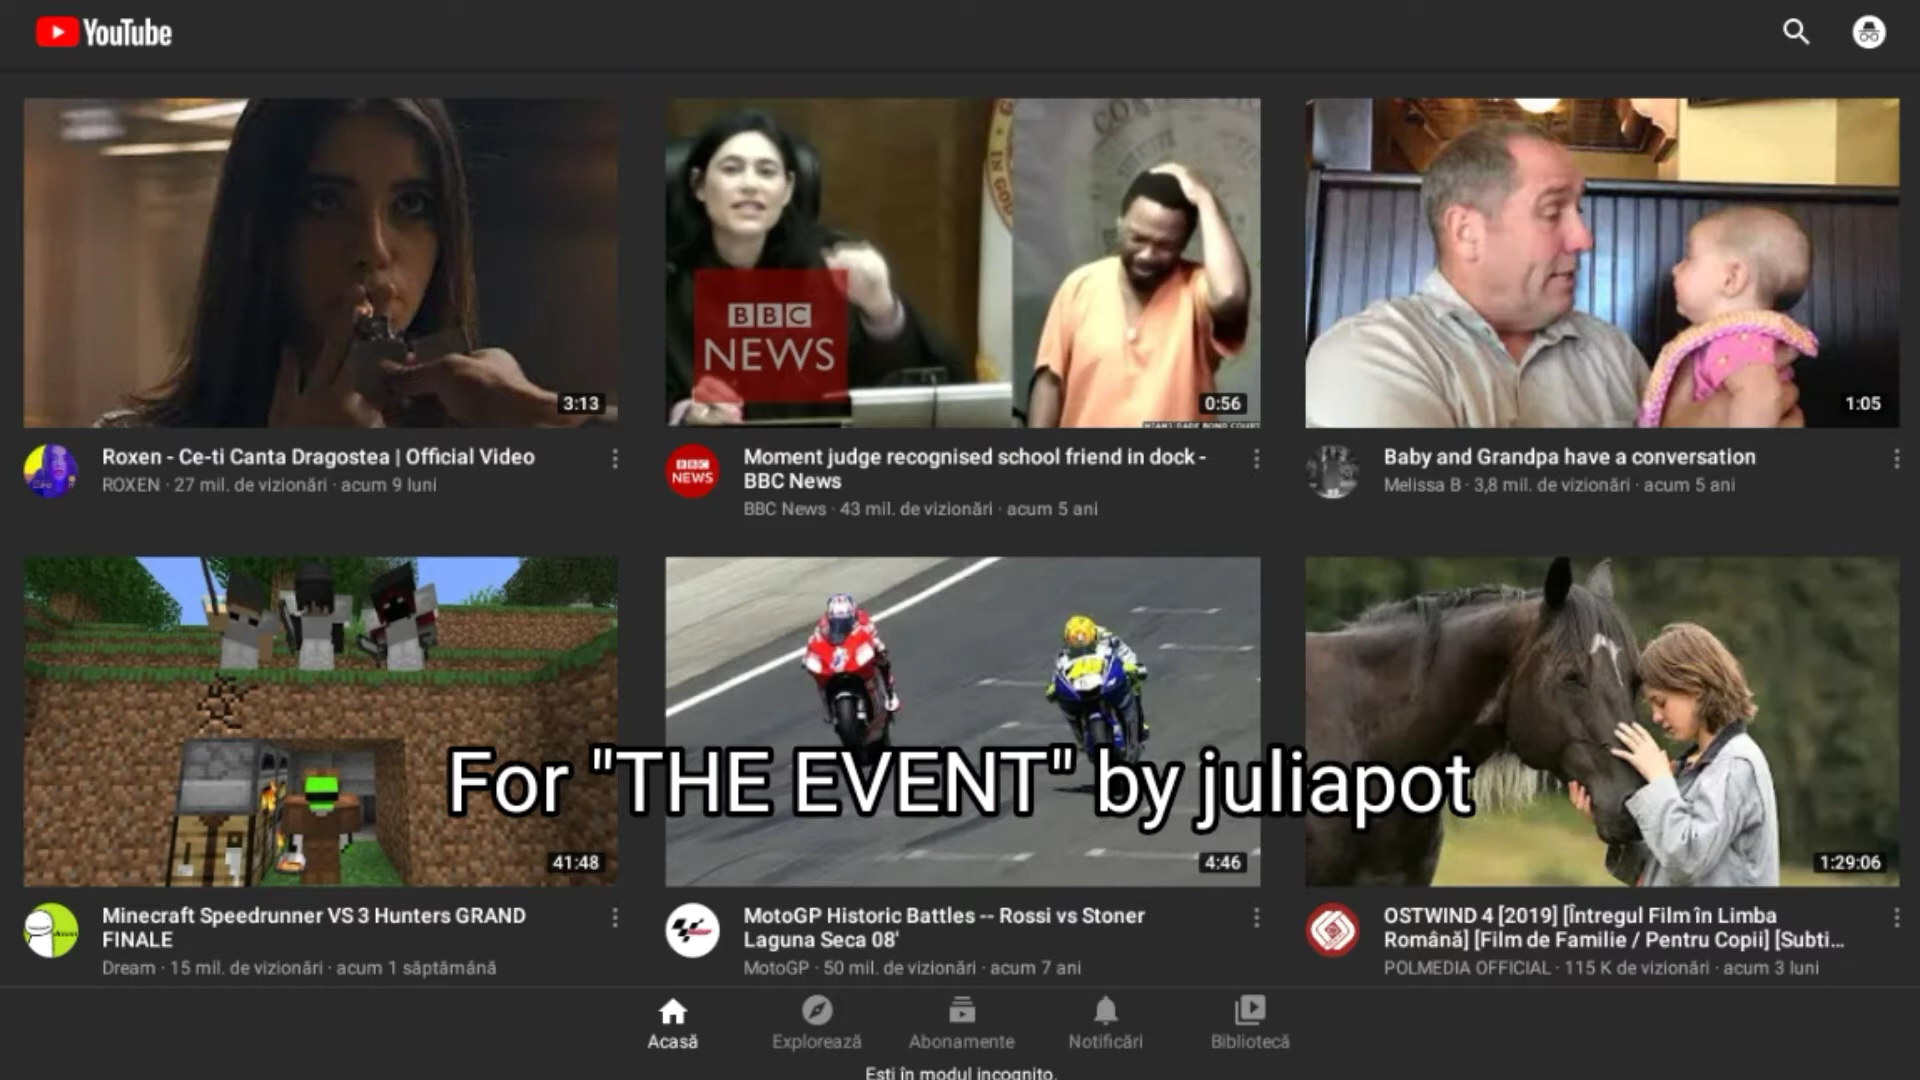 YouTube
BBC
NEWS
3:13
0:56
1:05
Roxen - Ce-ti Canta Dragostea | Official Video
ROXEN · 27 mil. de vizionări · acum 9 luni
BBC
NEWS
Moment judge recognised school friend in dock -
BBC News
BBC News · 43 mil. de vizionări · acum 5 ani
Baby and Grandpa have a conversation
Melissa B · 3,8 mil. de vizionări · acum 5 ani
For "THE EVENT" by juliapot
41:48
4:46
1:29:06
Minecraft Speedrunner VS 3 Hunters GRAND
FINALE
Dream · 15 mil. de vizionări · acum 1 săptămână
MotoGP Historic Battles -- Rossi vs Stoner
Laguna Seca 08'
MotoGP · 50 mil. de vizionări · acum 7 ani
OSTWIND 4 [2019] [Întregul Film în Limba
Română] [Film de Familie / Pentru Copii] [Subti...
POLMEDIA OFFICIAL · 115 K de vizionări · acum 3 luni
Acasă
Explorează
Abonamente
Notificări
Bibliotecă
Ești în modul incognito.